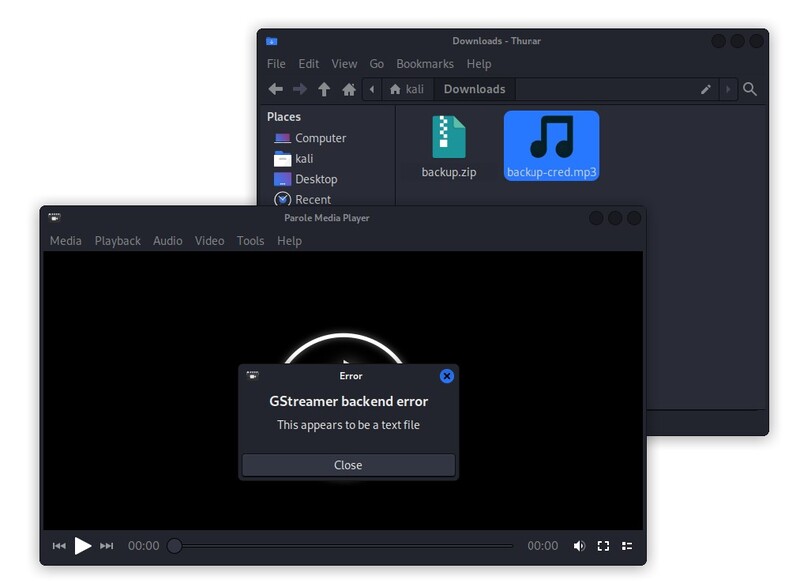 Downloads - Thunar
File Edit View Go Bookmarks Help
kali Downloads
Places
Computer
kali
Desktop
Recent
backup.zip
backup-cred.mp3
Parole Media Player
Media Playback Audio Video Tools Help
Error
GStreamer backend error
This appears to be a text file
Close
00:00
00:00